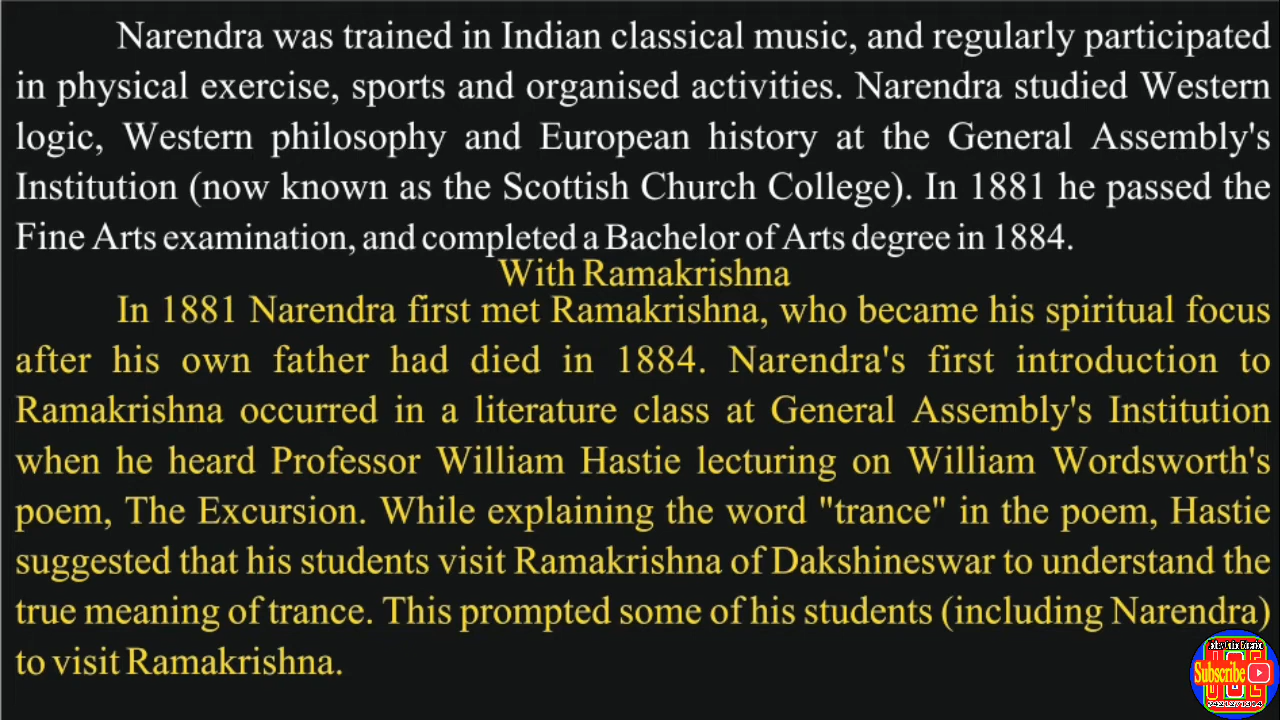 Narendra was trained in Indian classical music, and regularly participated
in physical exercise, sports and organised activities. Narendra studied Western
logic, Western philosophy and European history at the General Assembly's
Institution (now known as the Scottish Church College). In 1881 he passed the
Fine Arts examination, and completed a Bachelor of Arts degree in 1884.
With Ramakrishna
In 1881 Narendra first met Ramakrishna, who became his spiritual focus
after his own father had died in 1884. Narendra's first introduction to
Ramakrishna occurred in a literature class at General Assembly's Institution
when he heard Professor William Hastie lecturing on William Wordsworth's
poem, The Excursion. While explaining the word "trance" in the poem, Hastie
suggested that his students visit Ramakrishna of Dakshineswar to understand the
true meaning of trance. This prompted some of his students (including Narendra)
to visit Ramakrishna.
Subscribe